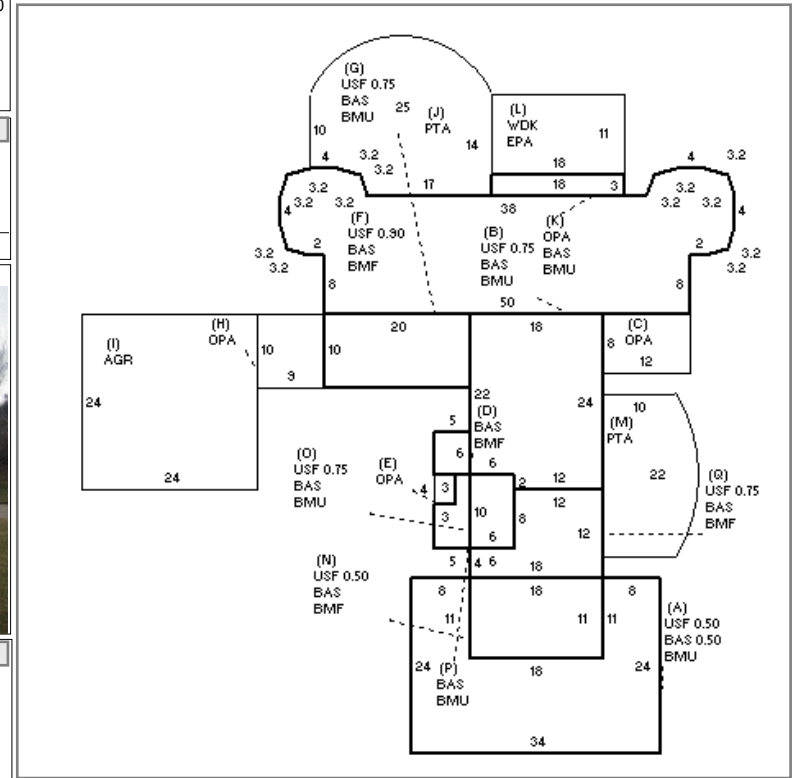 (G)
USF 0.75
BAS
BMU
25
(J)
PTA
(L)
WDK
EPA
11
10
14
4
3.2
3.2
18
4
3.2
3.2
3.2
3.2
17
18
3
3.2
3.2
3.2
4
38
4
(F)
USF 0.90
BAS
BMF
(B)
USF 0.75
BAS
BMU
(K)
OPA
BAS
BMU
2
2
3.2
3.2
3.2
3.2
8
8
50
(I)
AGR
(H)
OPA
10
10
20
18
8
(C)
OPA
12
9
24
22
24
10
(M)
PTA
5
(D)
BAS
BMF
(O)
USF 0.75
BAS
BMU
(E)
OPA
6
6
22
(Q)
USF 0.75
BAS
BMF
24
4
3
2
12
12
3
10
8
12
6
(N)
USF 0.50
BAS
BMF
5
4
6
18
8
18
8
(A)
USF 0.50
BAS 0.50
BMU
11
11
11
24
(P)
BAS
BMU
18
24
34